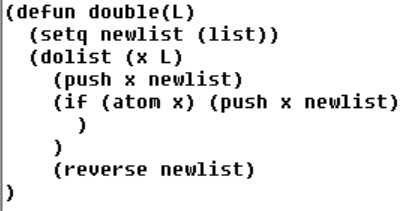 (defun double(L)
  (setq newlist (list))
  (dolist (x L)
    (push x newlist)
    (if (atom x) (push x newlist)
      )
    )
    (reverse newlist)
)